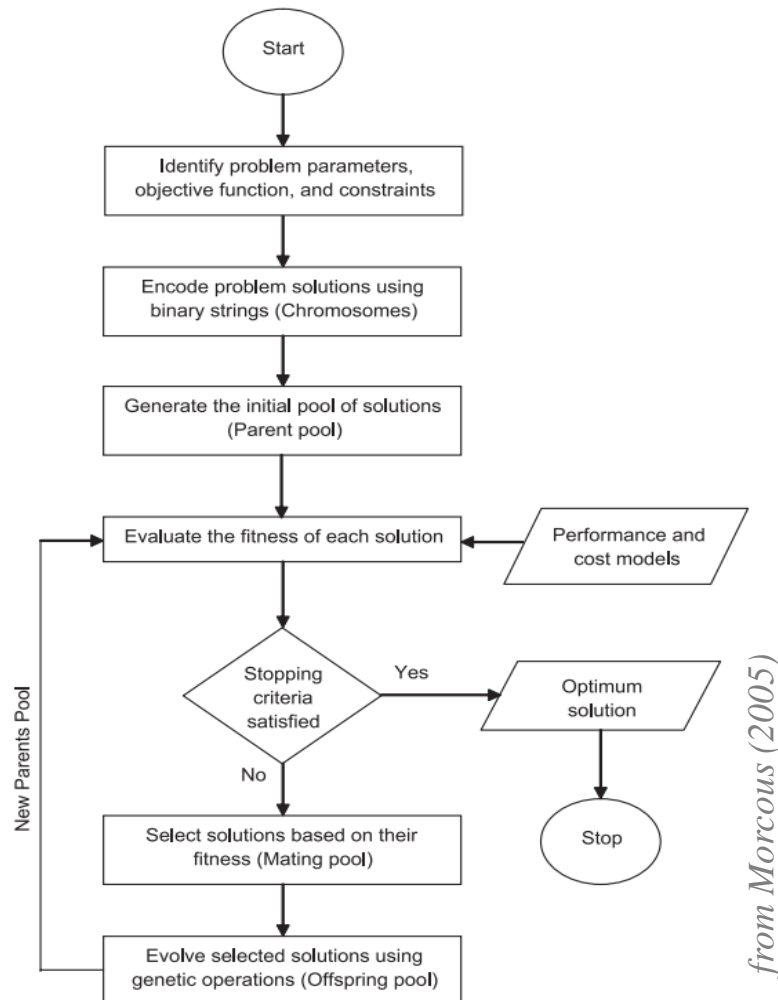 Start
Identify problem parameters,
objective function, and constraints
Encode problem solutions using
binary strings (Chromosomes)
Generate the initial pool of solutions
(Parent pool)
Evaluate the fitness of each solution
Performance and
cost models
Stopping
criteria
satisfied
Yes
Optimum
solution
No
Stop
Select solutions based on their
fitness (Mating pool)
Evolve selected solutions using
genetic operations (Offspring pool)
New Parents Pool
from Morcous (2005)